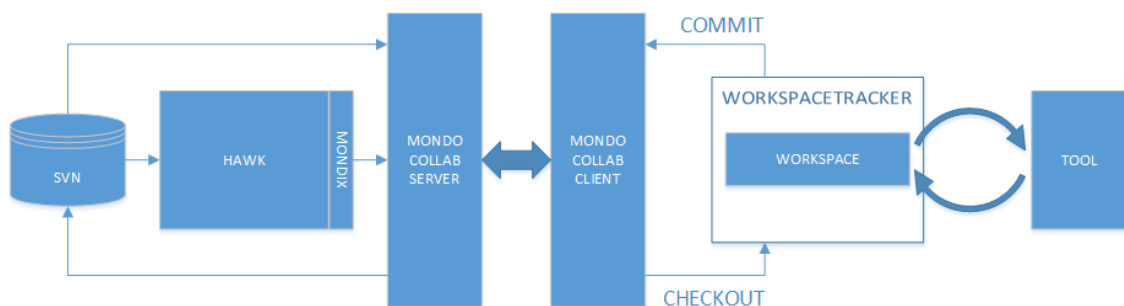 SVN
HAWK
MONDIX
MONDO
COLLAB
SERVER
MONDO
COLLAB
CLIENT
COMMIT
WORKSPACETRACKER
WORKSPACE
CHECKOUT
TOOL